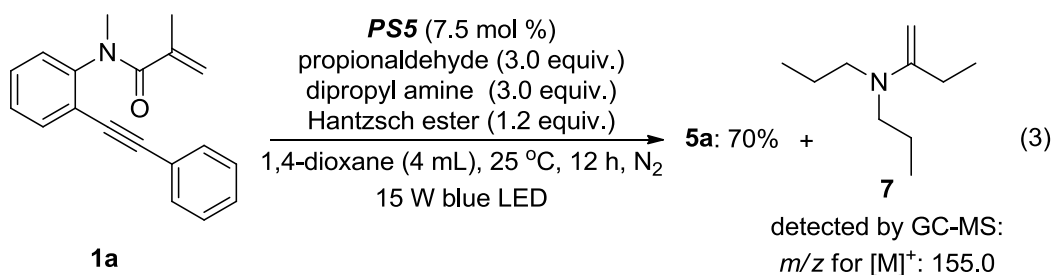 N
O
1a
PS5 (7.5 mol %)
propionaldehyde (3.0 equiv.)
dipropyl amine (3.0 equiv.)
Hantzsch ester (1.2 equiv.)
1,4-dioxane (4 mL), 25 °C, 12 h, N₂
15 W blue LED
5a: 70% +
N
7
(3)
detected by GC-MS:
m/z for [M]⁺: 155.0